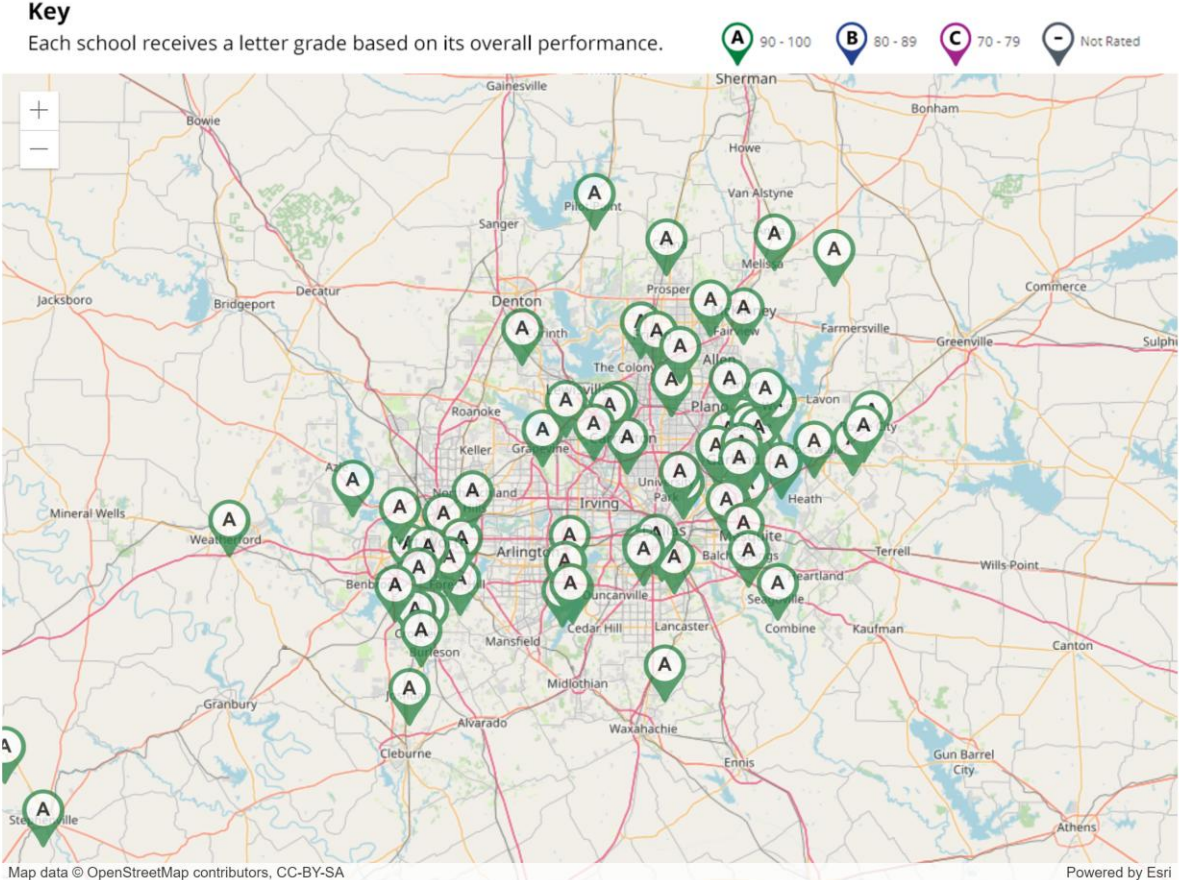 Key
Each school receives a letter grade based on its overall performance.
A 90 - 100 B 80 - 89 C 70 - 79 - Not Rated
+
−
Sherman
Gainesville
Bonham
Bowie
Howe
Van Alstyne
A
A
Sanger
A
A
A
Melissa
Commerce
Jacksboro
Decatur
Prosper
Bridgeport
Denton
A
A
Farmersville
Fairview
A
A
A
A
Greenville
The Colony
Allen
A
A
A
A
A
Plano
Lavon
Roanoke
A
A
A
A
A
A
A
Keller
A
A
A
A
A
A
A
Heath
Irving
Park
Mineral Wells
A
A
A
A
Weatherford
A
A
A
A
A
Arlington
Terrell
Wills Point
A
A
A
A
A
A
A
Heartland
Duncanville
Seagoville
Cedar Hill
Lancaster
Combine
Kaufman
Mansfield
Canton
A
Burleson
A
Midlothian
A
Granbury
Alvarado
Waxahachie
Cleburne
Ennis
Gun Barrel
City
A
A
Athens
Map data © OpenStreetMap contributors, CC-BY-SA
Powered by Esri